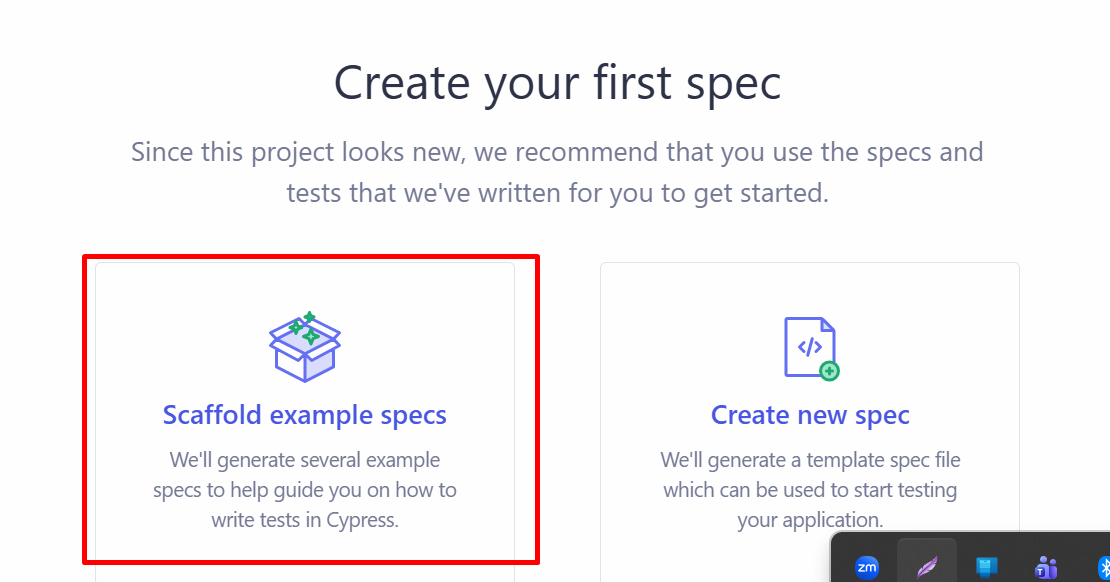 Create your first spec
Since this project looks new, we recommend that you use the specs and
tests that we've written for you to get started.
Scaffold example specs
We'll generate several example
specs to help guide you on how to
write tests in Cypress.
Create new spec
We'll generate a template spec file
which can be used to start testing
your application.
zm
T